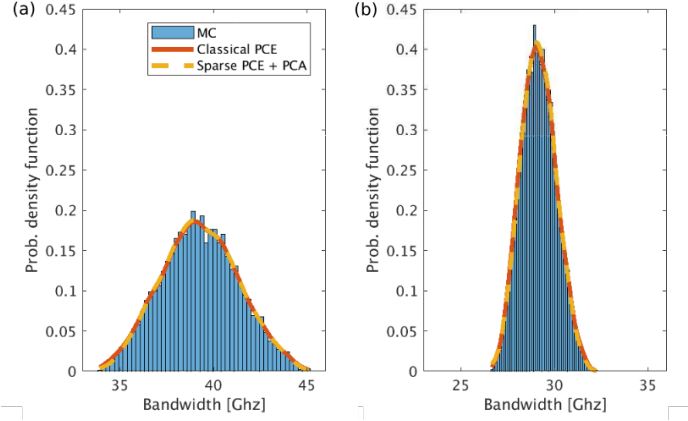 (a)
0.45
0.4
0.35
0.3
0.25
0.2
0.15
0.1
0.05
0
Prob. density function
MC
Classical PCE
Sparse PCE + PCA
35
40
45
Bandwidth [Ghz]
(b)
0.45
0.4
0.35
0.3
0.25
0.2
0.15
0.1
0.05
0
Prob. density function
25
30
35
Bandwidth [Ghz]